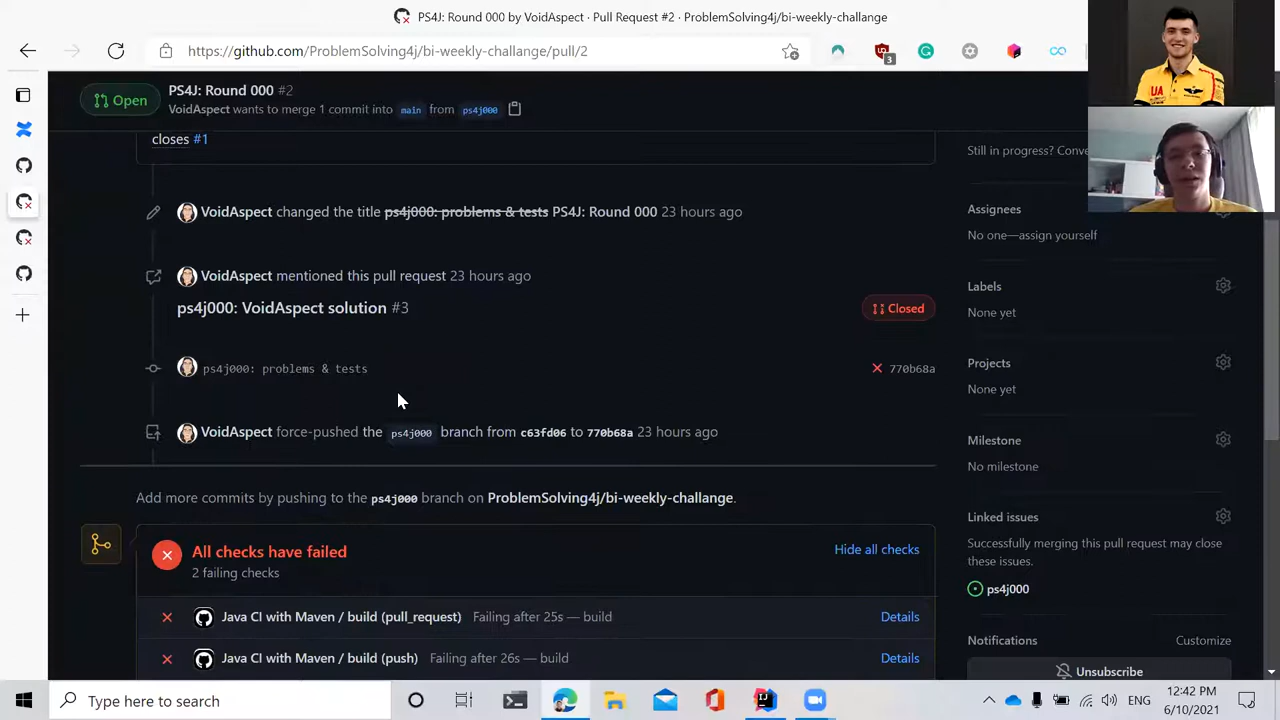 PS4J: Round 000 by VoidAspect · Pull Request #2 · ProblemSolving4j/bi-weekly-challange
https://github.com/ProblemSolving4j/bi-weekly-challange/pull/2
3
UA
Open
PS4J: Round 000 #2
VoidAspect wants to merge 1 commit into main from ps4j000
closes #1
Still in progress? Conve
VoidAspect changed the title ps4j000: problems & tests PS4J: Round 000 23 hours ago
Assignees
No one—assign yourself
VoidAspect mentioned this pull request 23 hours ago
ps4j000: VoidAspect solution #3
Closed
Labels
None yet
ps4j000: problems & tests
770b68a
Projects
None yet
VoidAspect force-pushed the ps4j000 branch from c63fd06 to 770b68a 23 hours ago
Milestone
No milestone
Add more commits by pushing to the ps4j000 branch on ProblemSolving4j/bi-weekly-challange.
Linked issues
Successfully merging this pull request may close
these issues.
ps4j000
All checks have failed
2 failing checks
Hide all checks
Java CI with Maven / build (pull_request) Failing after 25s — build
Details
Java CI with Maven / build (push) Failing after 26s — build
Details
Notifications
Customize
Unsubscribe
Type here to search
ENG
12:42 PM
6/10/2021